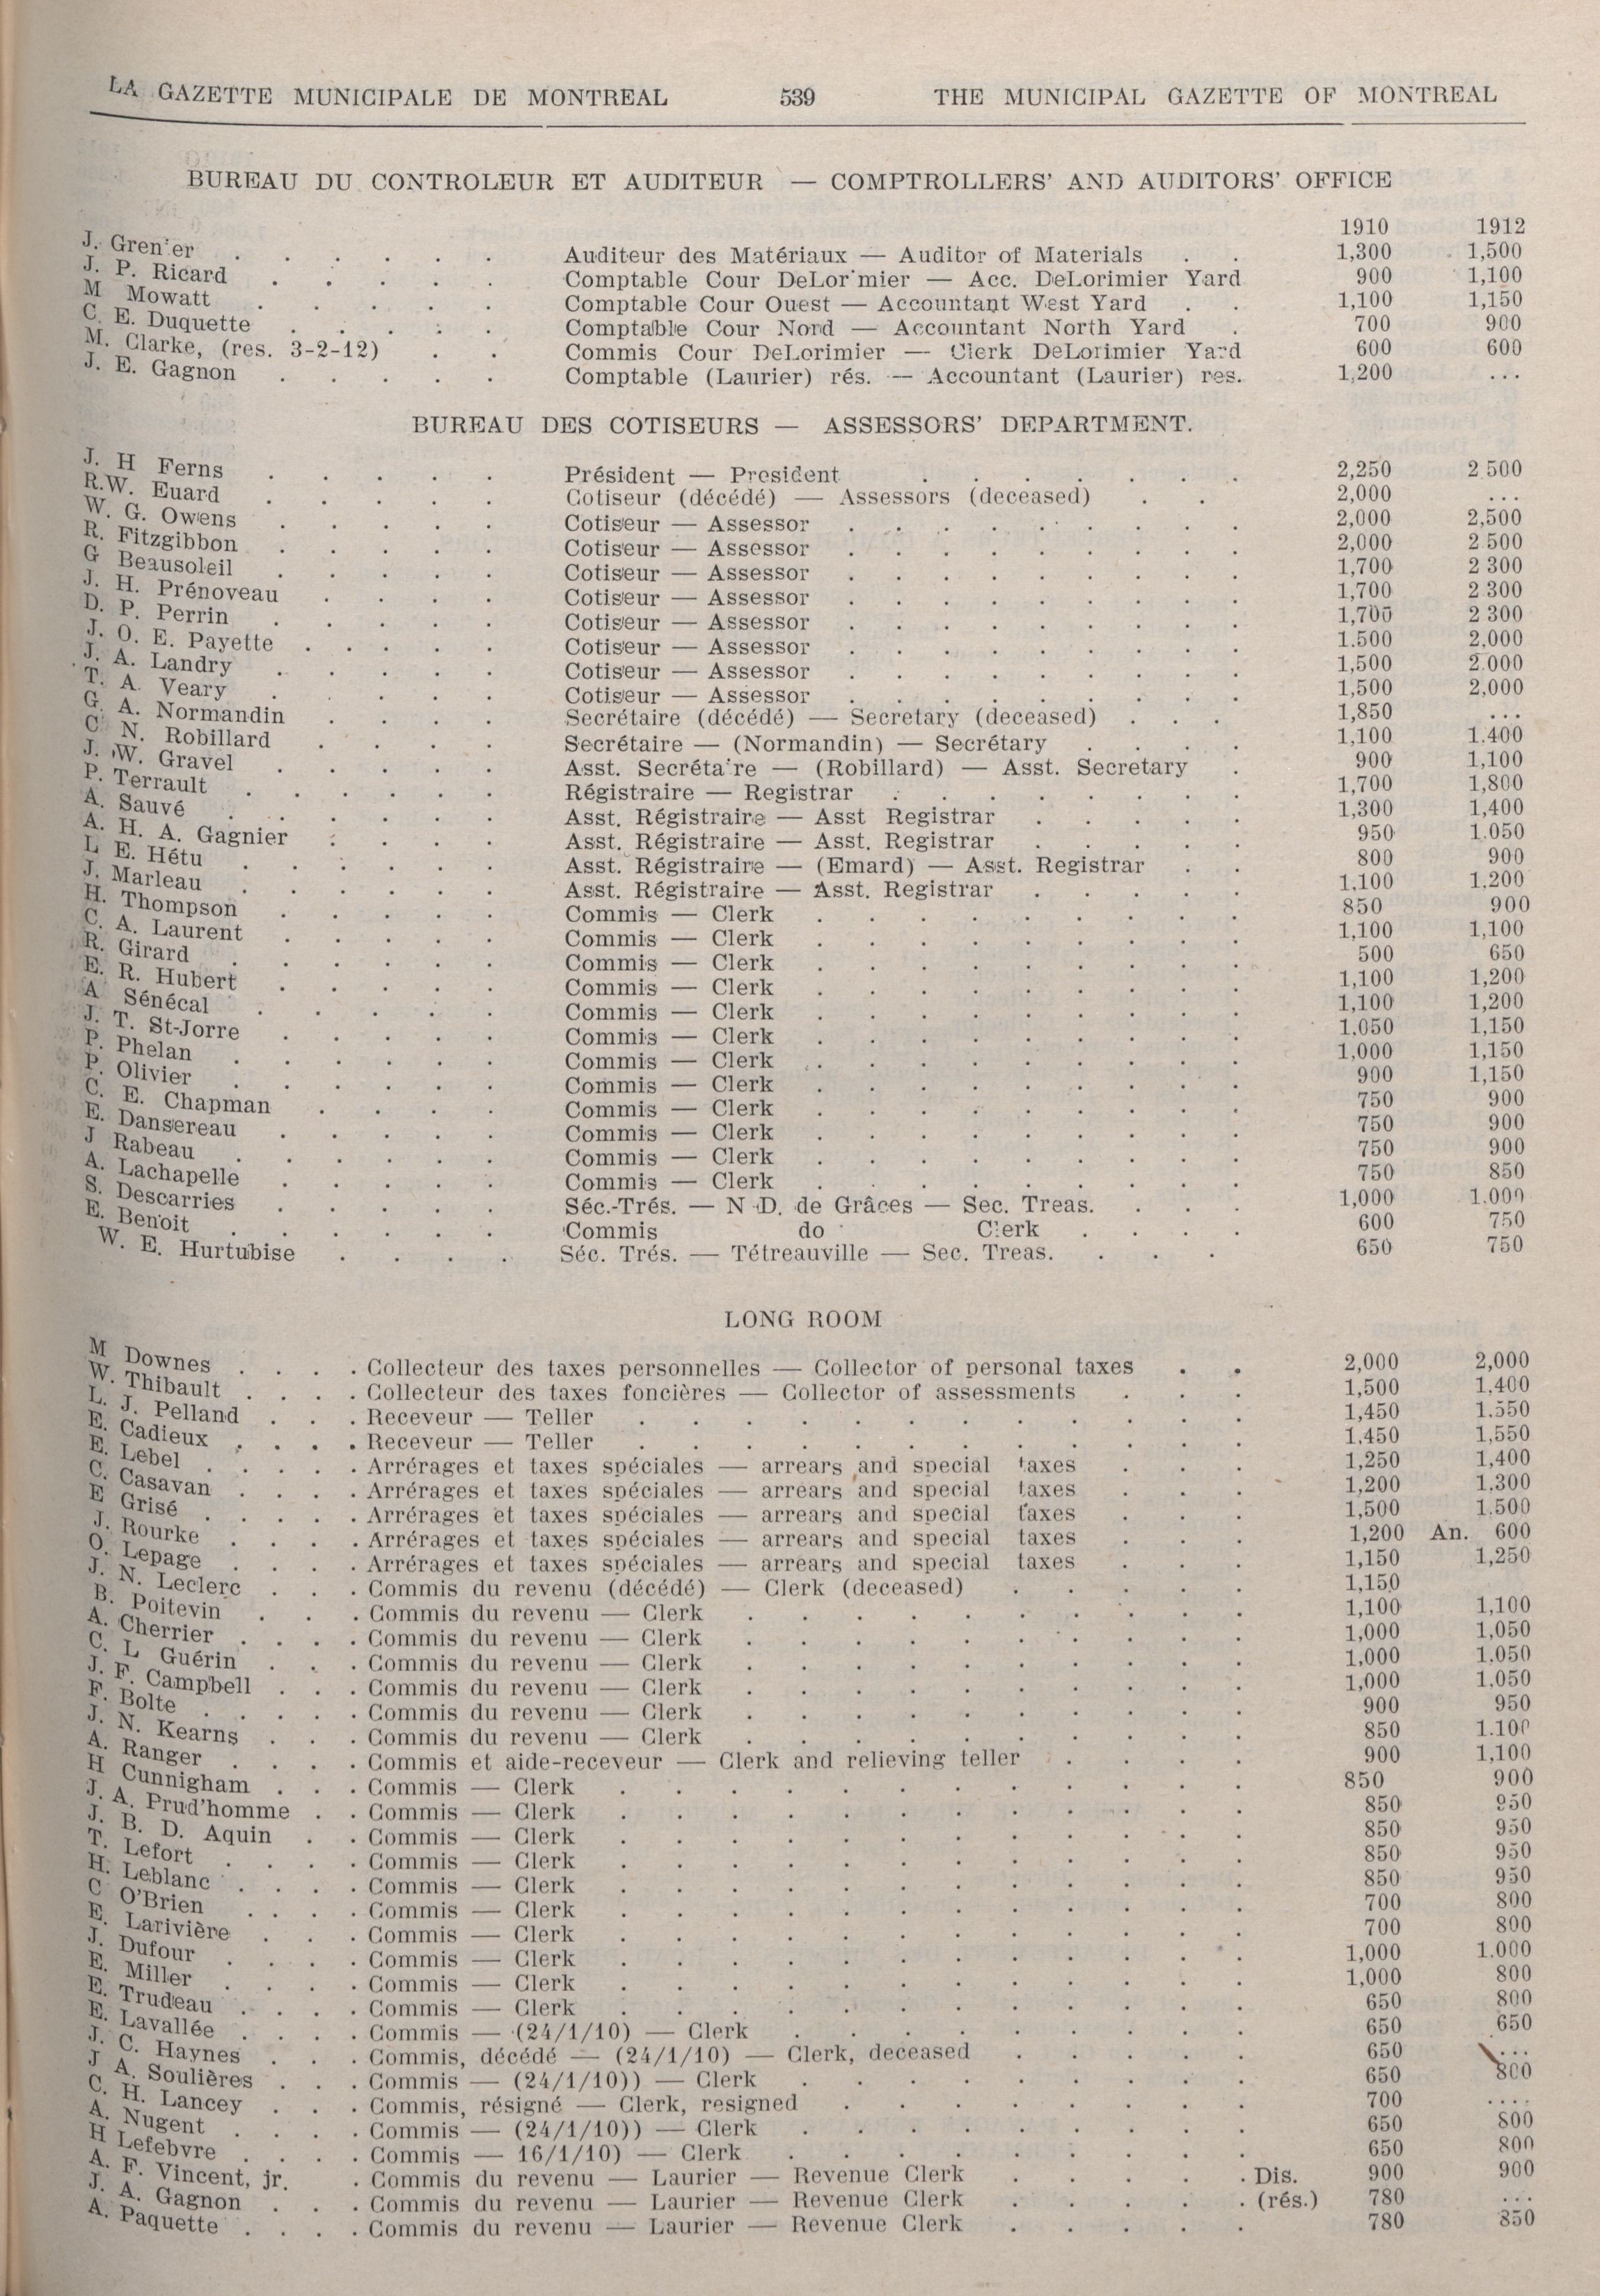 LA GAZETTE MUNICIPALE DE MONTREAL 539 THE MUNICIPAL GAZETTE OF MONTREAL
BUREAU DU CONTROLEUR ET AUDITEUR — COMPTROLLERS' AND AUDITORS' OFFICE
1910 1912
J. Gren'er . . . . . . Auditeur des Matériaux — Auditor of Materials . . 1,300 1,500
J. P. Ricard . . . . . Comptable Cour DeLor'mier — Acc. DeLorimier Yard 900 1,100
M Mowatt . . . . . Comptable Cour Ouest — Accountant West Yard . . 1,100 1,150
C. E. Duquette . . . . . Comptable Cour Nord — Accountant North Yard . 700 900
M. Clarke, (res. 3-2-12) . . Commis Cour DeLorimier — Clerk DeLorimier Yard 600 600
J. E. Gagnon . . . . . Comptable (Laurier) rés. — Accountant (Laurier) res. 1,200 ...
BUREAU DES COTISEURS — ASSESSORS' DEPARTMENT.
J. H Ferns . . . . . Président — President . . . . . . 2,250 2 500
R.W. Euard . . . . . Cotiseur (décédé) — Assessors (deceased) . . 2,000 ...
W. G. Owens . . . . . Cotiseur — Assessor . . . . . . . . 2,000 2,500
R. Fitzgibbon . . . . . Cotiseur — Assessor . . . . . . . . 2,000 2 500
G Beausoleil . . . . . Cotiseur — Assessor . . . . . . . . 1,700 2 300
J. H. Prénoveau . . . . Cotiseur — Assessor . . . . . . . . 1,700 2 300
D. P. Perrin . . . . . Cotiseur — Assessor . . . . . . . . 1,700 2 300
J. O. E. Payette . . . . . Cotiseur — Assessor . . . . . . . . 1.500 2,000
J. A. Landry . . . . . Cotiseur — Assessor . . . . . . . . 1,500 2.000
T. A. Veary . . . . Cotiseur — Assessor . . . . . . . . 1,500 2,000
G. A. Normandin . . . . Secrétaire (décédé) — Secretary (deceased) . . . 1,850 ...
C N. Robillard . . . . Secrétaire — (Normandin) — Secrétary . . . . 1,100 1.400
J. W. Gravel . . . . . Asst. Secréta're — (Robillard) — Asst. Secretary . 900 1,100
P. Terrault . . . . . . Régistraire — Registrar . . . . . . . 1,700 1,800
A. Sauvé . . . . . . Asst. Régistraire — Asst Registrar . . . . . 1,300 1,400
A. H. A. Gagnier . . . . Asst. Régistraire — Asst. Registrar . . . . . 950 1.050
L E. Hétu . . . . . . Asst. Régistraire — (Emard) — Asst. Registrar . . 800 900
J. Marleau . . . . . . Asst. Régistraire — Asst. Registrar . . . . . 1,100 1,200
H. Thompson . . . . . Commis — Clerk . . . . . . . . . 850 900
C. A. Laurent . . . . . Commis — Clerk . . . . . . . . . 1,100 1,100
R. Girard . . . . . . Commis — Clerk . . . . . . . . . 500 650
E. R. Hubert . . . . . Commis — Clerk . . . . . . . . . 1,100 1,200
A Sénécal . . . . . Commis — Clerk . . . . . . . . . 1,100 1,200
J. T. St-Jorre . . . . . Commis — Clerk . . . . . . . . . 1,050 1,150
P. Phelan . . . . . . Commis — Clerk . . . . . . . . . 1,000 1,150
P. Olivier . . . . . . Commis — Clerk . . . . . . . . . 900 1,150
C. E. Chapman . . . . Commis — Clerk . . . . . . . . . 750 900
E. Dansereau . . . . . Commis — Clerk . . . . . . . . . 750 900
J Rabeau . . . . . . Commis — Clerk . . . . . . . . . 750 900
A. Lachapelle . . . . . Commis — Clerk . . . . . . . . . 750 850
S. Descarries . . . . . Séc.-Trés. — N D. de Grâces — Sec. Treas. . . . 1,000 1.000
E. Benoit . . . . . . Commis do Clerk . . . . 600 750
W. E. Hurtubise . . . . Séc. Trés. — Tétreauville — Sec. Treas. . . . 650 750
LONG ROOM
M Downes . . . . Collecteur des taxes personnelles — Collector of personal taxes . . 2,000 2,000
W. Thibault . . . . Collecteur des taxes foncières — Collector of assessments . . . 1,500 1,400
L. J. Pelland . . . Receveur — Teller . . . . . . . . . . . . 1,450 1.550
E. Cadieux . . . . Receveur — Teller . . . . . . . . . . . . 1,450 1,550
E. Lebel . . . . . Arrérages et taxes spéciales — arrears and special taxes . . . 1,250 1,400
C. Casavan . . . . Arrérages et taxes spéciales — arrears and special taxes . . . 1,200 1.300
E Grisé . . . . . Arrérages et taxes spéciales — arrears and special taxes . . . 1,500 1.500
J. Rourke . . . . Arrérages et taxes spéciales — arrears and special taxes . . . 1,200 An. 600
O. Lepage . . . . Arrérages et taxes spéciales — arrears and special taxes . . . 1,150 1,250
J. N. Leclerc . . . Commis du revenu (décédé) — Clerk (deceased) . . . . . 1,150
B. Poitevin . . . Commis du revenu — Clerk . . . . . . . . . . 1,100 1,100
A. Cherrier . . . . Commis du revenu — Clerk . . . . . . . . . . 1,000 1,050
C. L Guérin . . . Commis du revenu — Clerk . . . . . . . . . . 1,000 1.050
J. F. Campbell . . . Commis du revenu — Clerk . . . . . . . . . . 1,000 1.050
F. Bolte . . . . . Commis du revenu — Clerk . . . . . . . . . . 900 950
J. N. Kearns . . . Commis du revenu — Clerk . . . . . . . . . . 850 1.100
A. Ranger . . . . Commis et aide-receveur — Clerk and relieving teller . . . . 900 1,100
H Cunnigham . . . Commis — Clerk . . . . . . . . . . . . 850 900
J. A. Prud'homme . . Commis — Clerk . . . . . . . . . . . . 850 950
J. B. D. Aquin . . Commis — Clerk . . . . . . . . . . . . 850 950
T. Lefort . . . . Commis — Clerk . . . . . . . . . . . . 850 950
H. Leblanc . . . . Commis — Clerk . . . . . . . . . . . . 850 950
C O'Brien . . . . Commis — Clerk . . . . . . . . . . . . 700 800
E. Larivière . . . Commis — Clerk . . . . . . . . . . . . 700 800
J. Dufour . . . . Commis — Clerk . . . . . . . . . . . . 1,000 1.000
E. Miller . . . . Commis — Clerk . . . . . . . . . . . . 1,000 800
E. Trudeau . . . . Commis — Clerk . . . . . . . . . . . . 650 800
E. Lavallée . . . . Commis — (24/1/10) — Clerk . . . . . . . . . 650 650
J. C. Haynes . . . Commis, décédé — (24/1/10) — Clerk, deceased . . . . . 650 ...
J A. Soulières . . . Commis — (24/1/10)) — Clerk . . . . . . . . . 650 800
C. H. Lancey . . . Commis, résigné — Clerk, resigned . . . . . . . . 700 ....
A. Nugent . . . . Commis — (24/1/10)) — Clerk . . . . . . . . . 650 800
H Lefebvre . . . . Commis — 16/1/10) — Clerk . . . . . . . . . 650 800
A. F. Vincent, jr. . Commis du revenu — Laurier — Revenue Clerk . . . . . Dis. 900 900
J. A. Gagnon . . . Commis du revenu — Laurier — Revenue Clerk . . . . . (rés.) 780 ...
A. Paquette . . . . Commis du revenu — Laurier — Revenue Clerk . . . . . 780 850